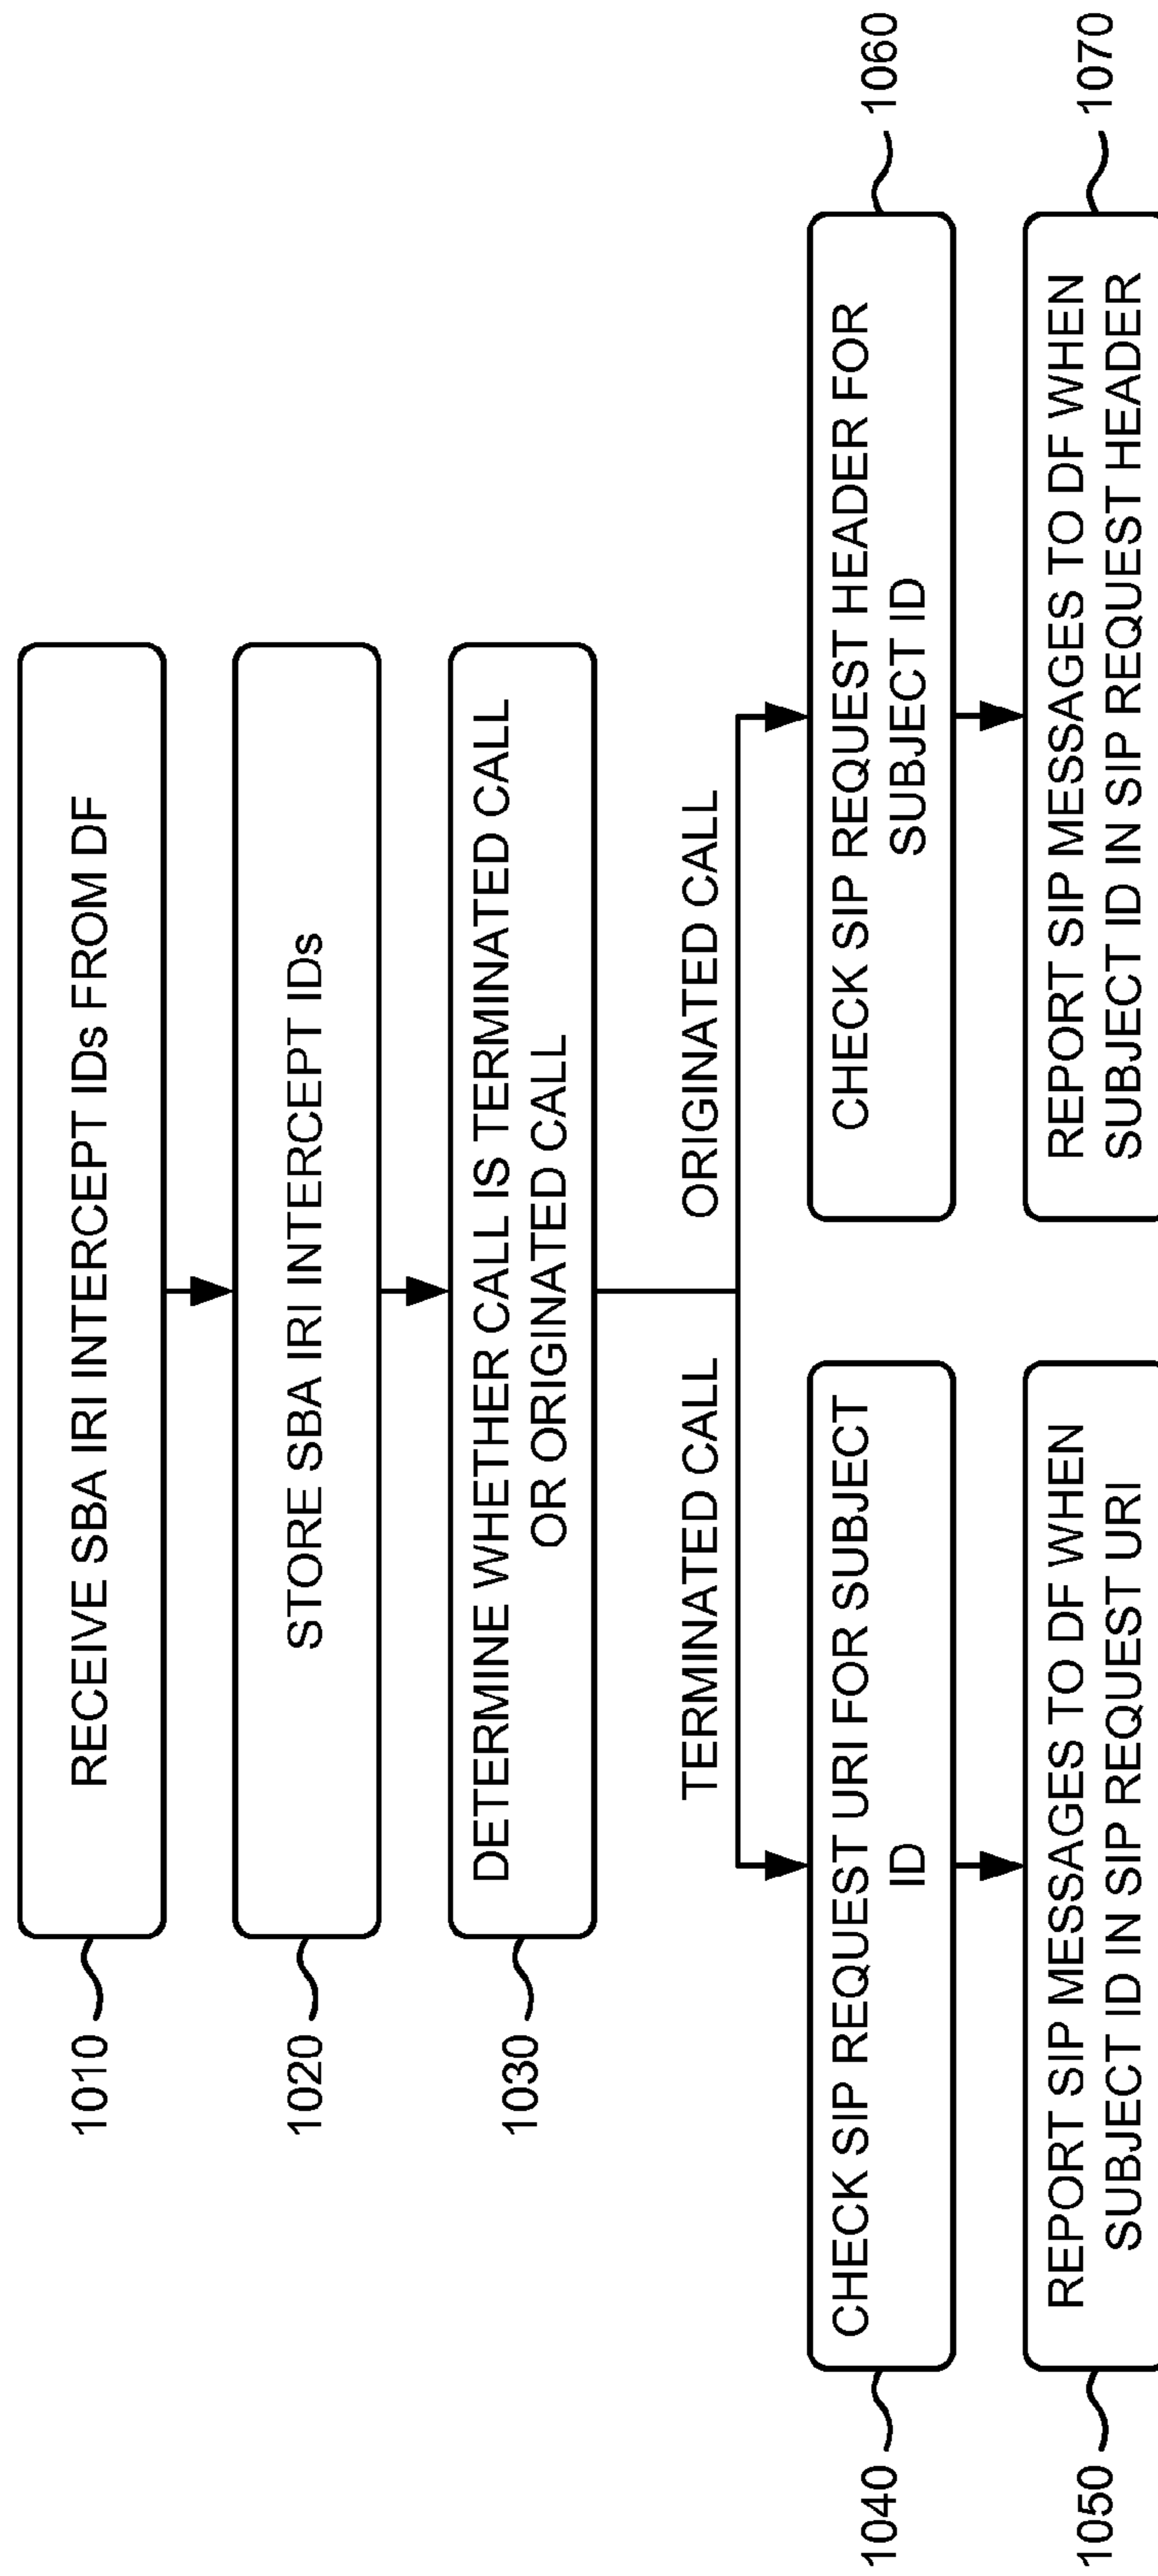 1010
RECEIVE SBA IRI INTERCEPT IDs FROM DF
1020
STORE SBA IRI INTERCEPT IDs
1030
DETERMINE WHETHER CALL IS TERMINATED CALL
OR ORIGINATED CALL
TERMINATED CALL
ORIGINATED CALL
1040
CHECK SIP REQUEST URI FOR SUBJECT
ID
1060
CHECK SIP REQUEST HEADER FOR
SUBJECT ID
1050
REPORT SIP MESSAGES TO DF WHEN
SUBJECT ID IN SIP REQUEST URI
1070
REPORT SIP MESSAGES TO DF WHEN
SUBJECT ID IN SIP REQUEST HEADER